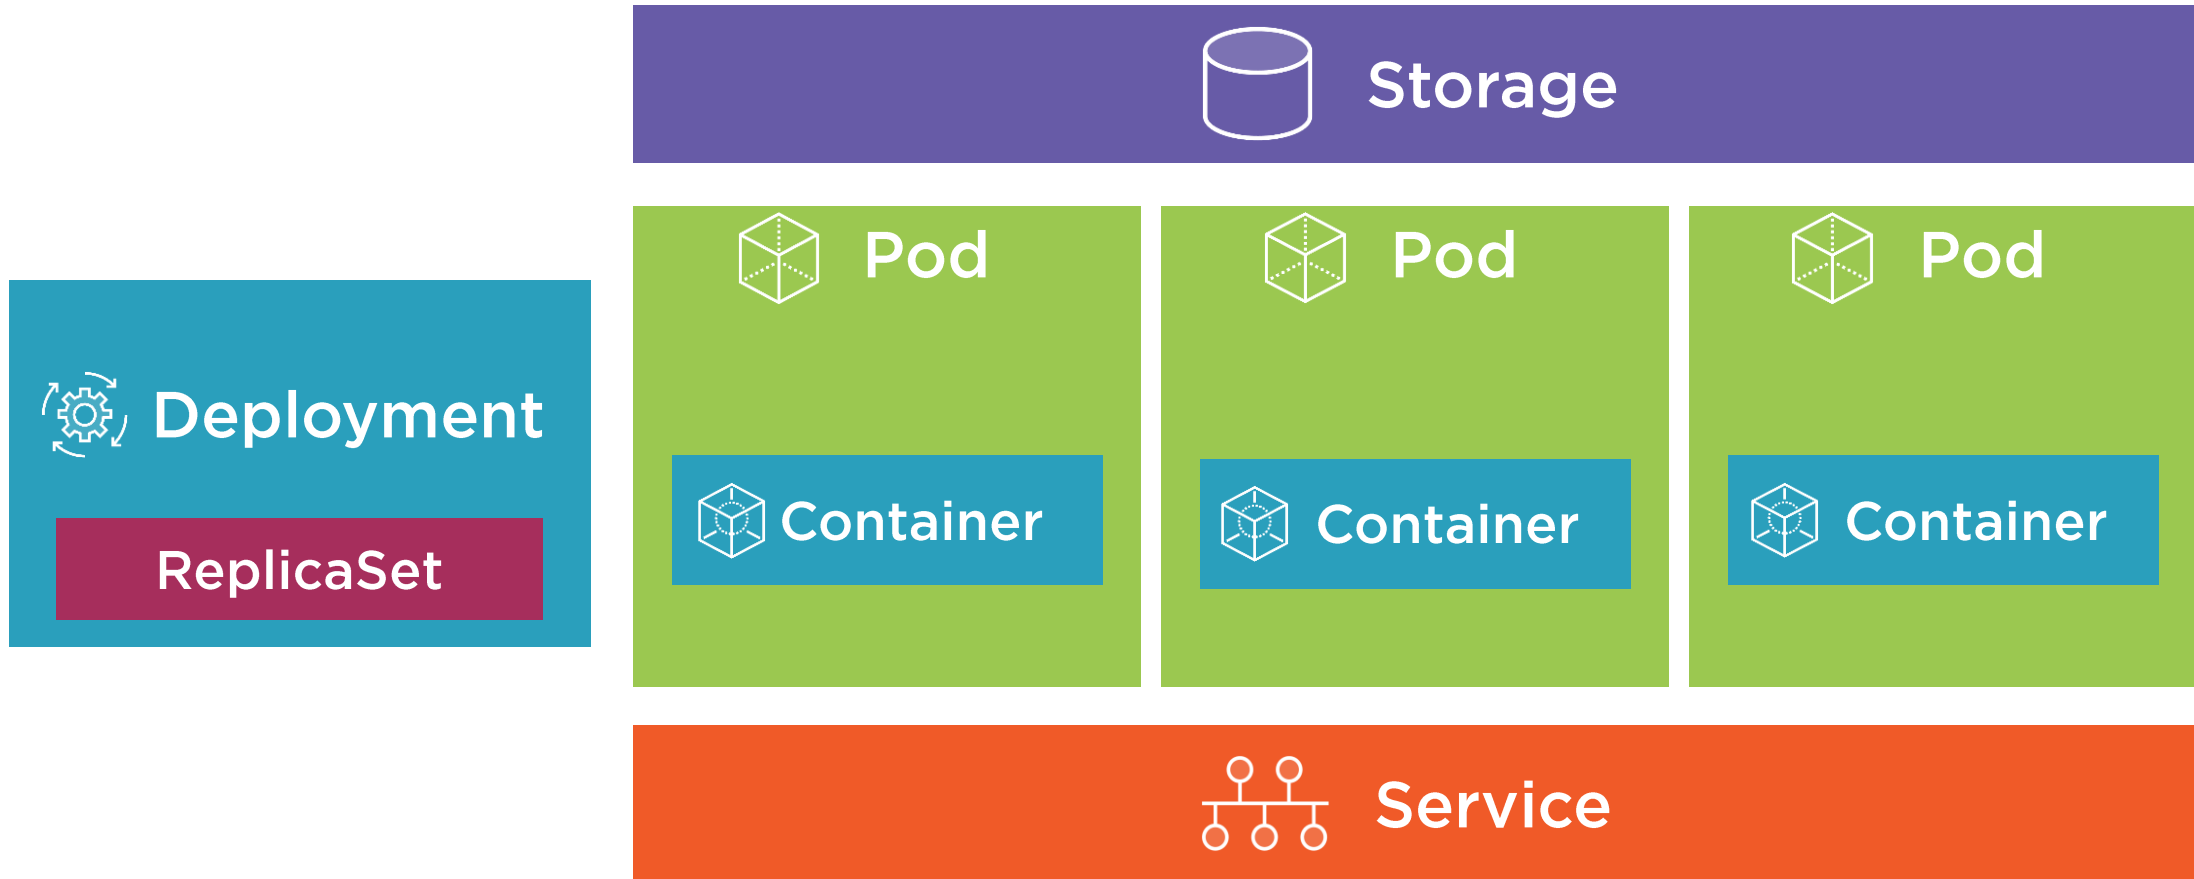 Storage
Pod
Pod
Pod
Deployment
Container
Container
Container
ReplicaSet
Service